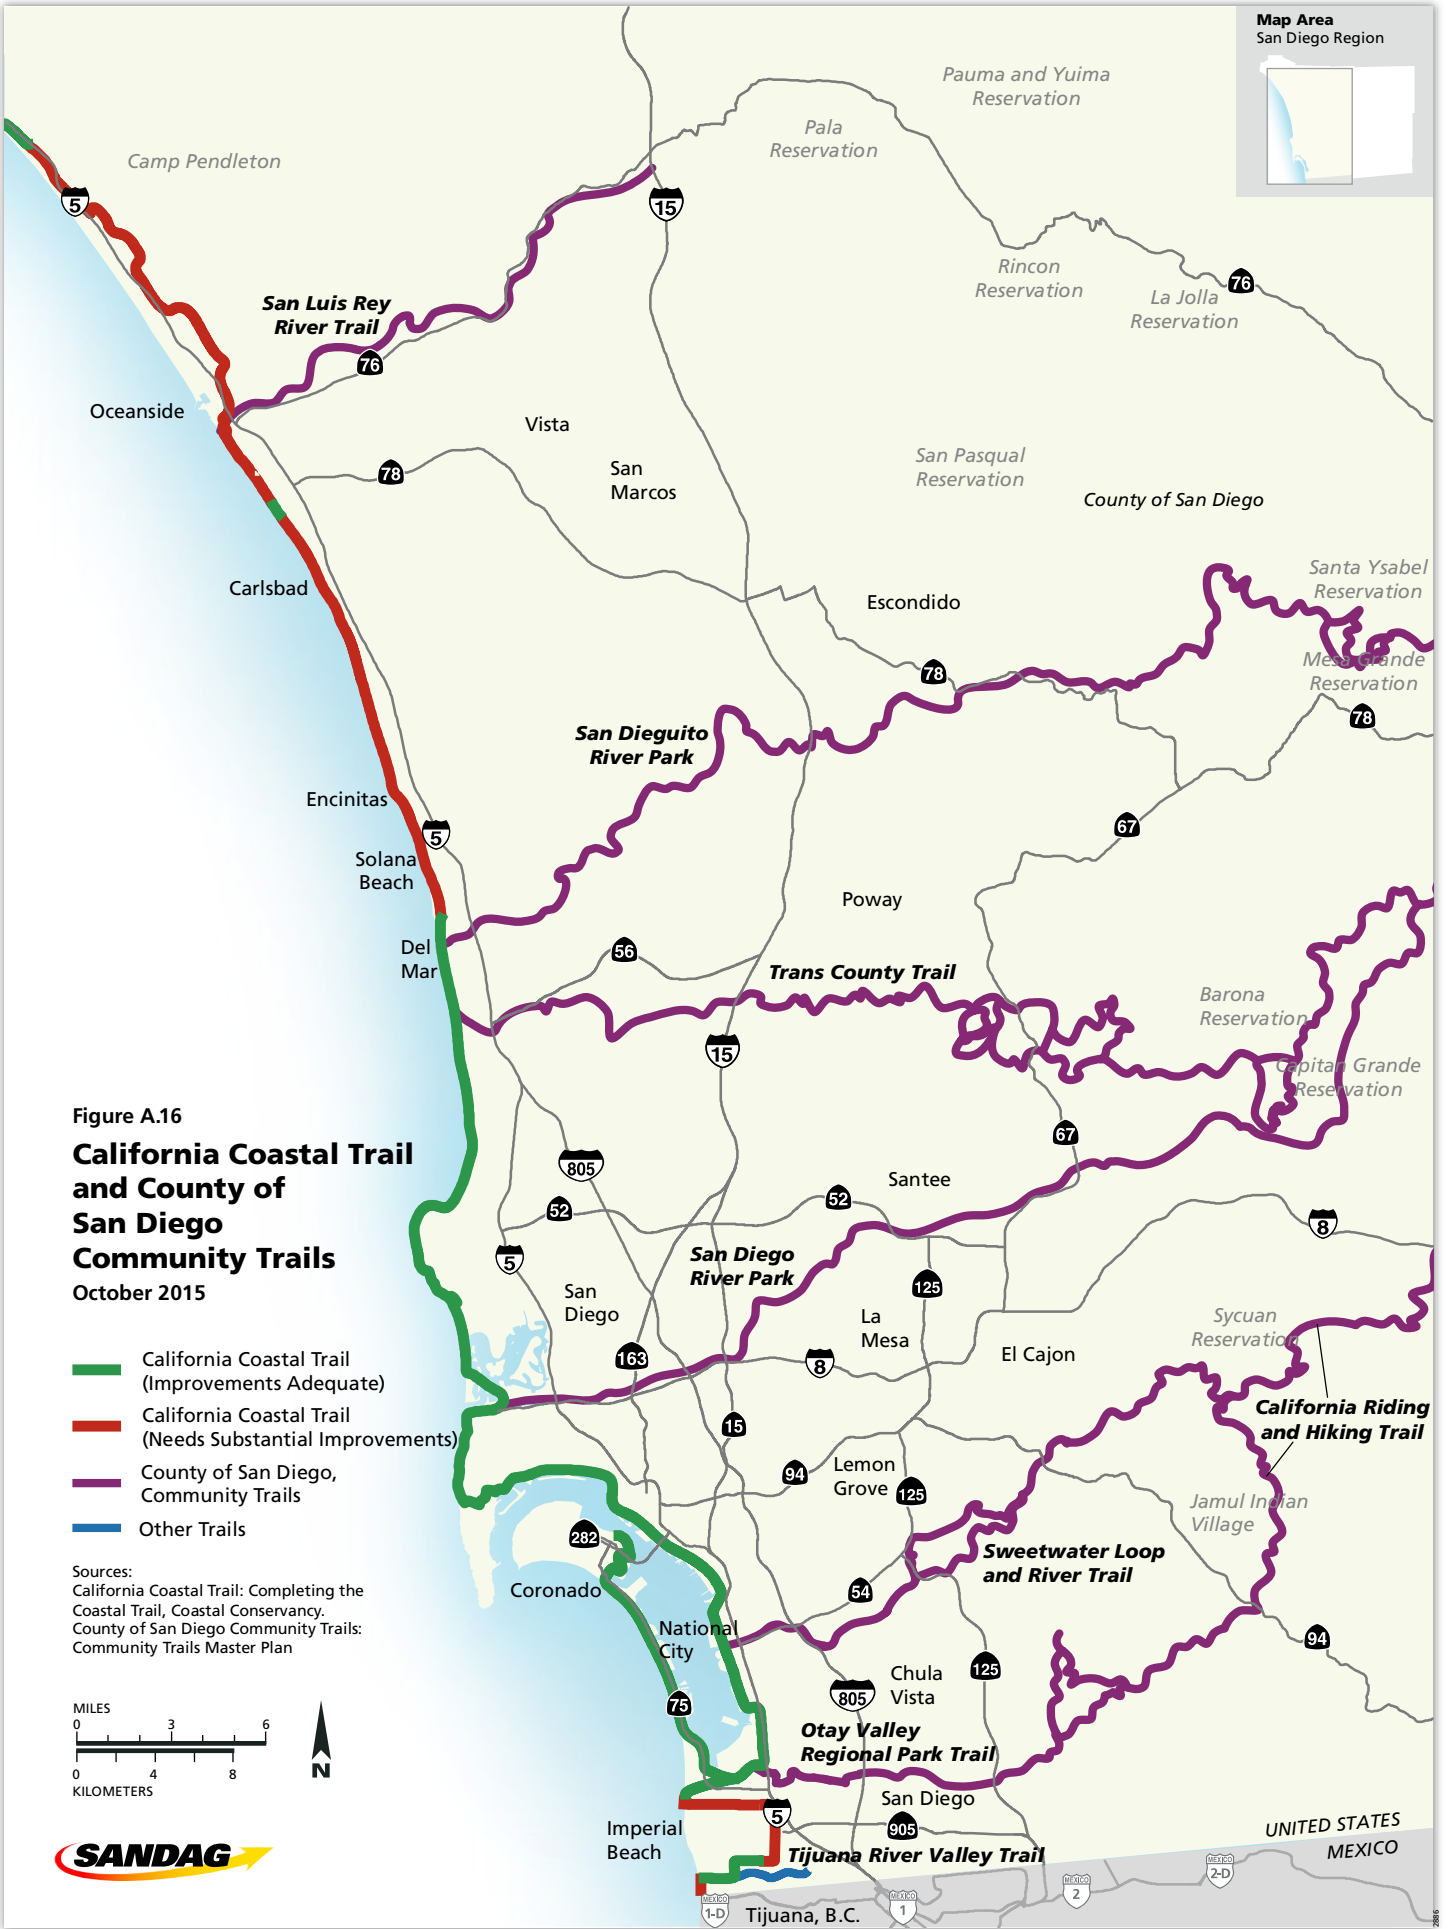 Map Area
San Diego Region
Pauma and Yuima
Reservation
Pala
Reservation
Camp Pendleton
5
15
Rincon
Reservation
La Jolla
Reservation
76
San Luis Rey
River Trail
76
Oceanside
Vista
78
San
Marcos
San Pasqual
Reservation
County of San Diego
Santa Ysabel
Reservation
Carlsbad
Escondido
Mesa Grande
Reservation
78
78
San Dieguito
River Park
Encinitas
5
67
Solana
Beach
Poway
Del
Mar
56
Trans County Trail
Barona
Reservation
15
Capitan Grande
Reservation
Figure A.16
California Coastal Trail
and County of
San Diego
Community Trails
October 2015
67
805
Santee
52
52
8
5
San Diego
River Park
125
San
Diego
La
Mesa
Sycuan
Reservation
163
8
El Cajon
California Coastal Trail
(Improvements Adequate)
California Coastal Trail
(Needs Substantial Improvements)
County of San Diego,
Community Trails
Other Trails
California Riding
and Hiking Trail
15
94
Lemon
Grove
125
Jamul Indian
Village
282
Sweetwater Loop
and River Trail
Coronado
54
Sources:
California Coastal Trail: Completing the
Coastal Trail, Coastal Conservancy.
County of San Diego Community Trails:
Community Trails Master Plan
National
City
94
125
Chula
Vista
805
75
MILES
0 3 6
0 4 8
KILOMETERS
N
Otay Valley
Regional Park Trail
San Diego
5
905
Imperial
Beach
Tijuana River Valley Trail
UNITED STATES
MEXICO
SANDAG
MEXICO
1-D
Tijuana, B.C.
MEXICO
1
MEXICO
2
MEXICO
2-D